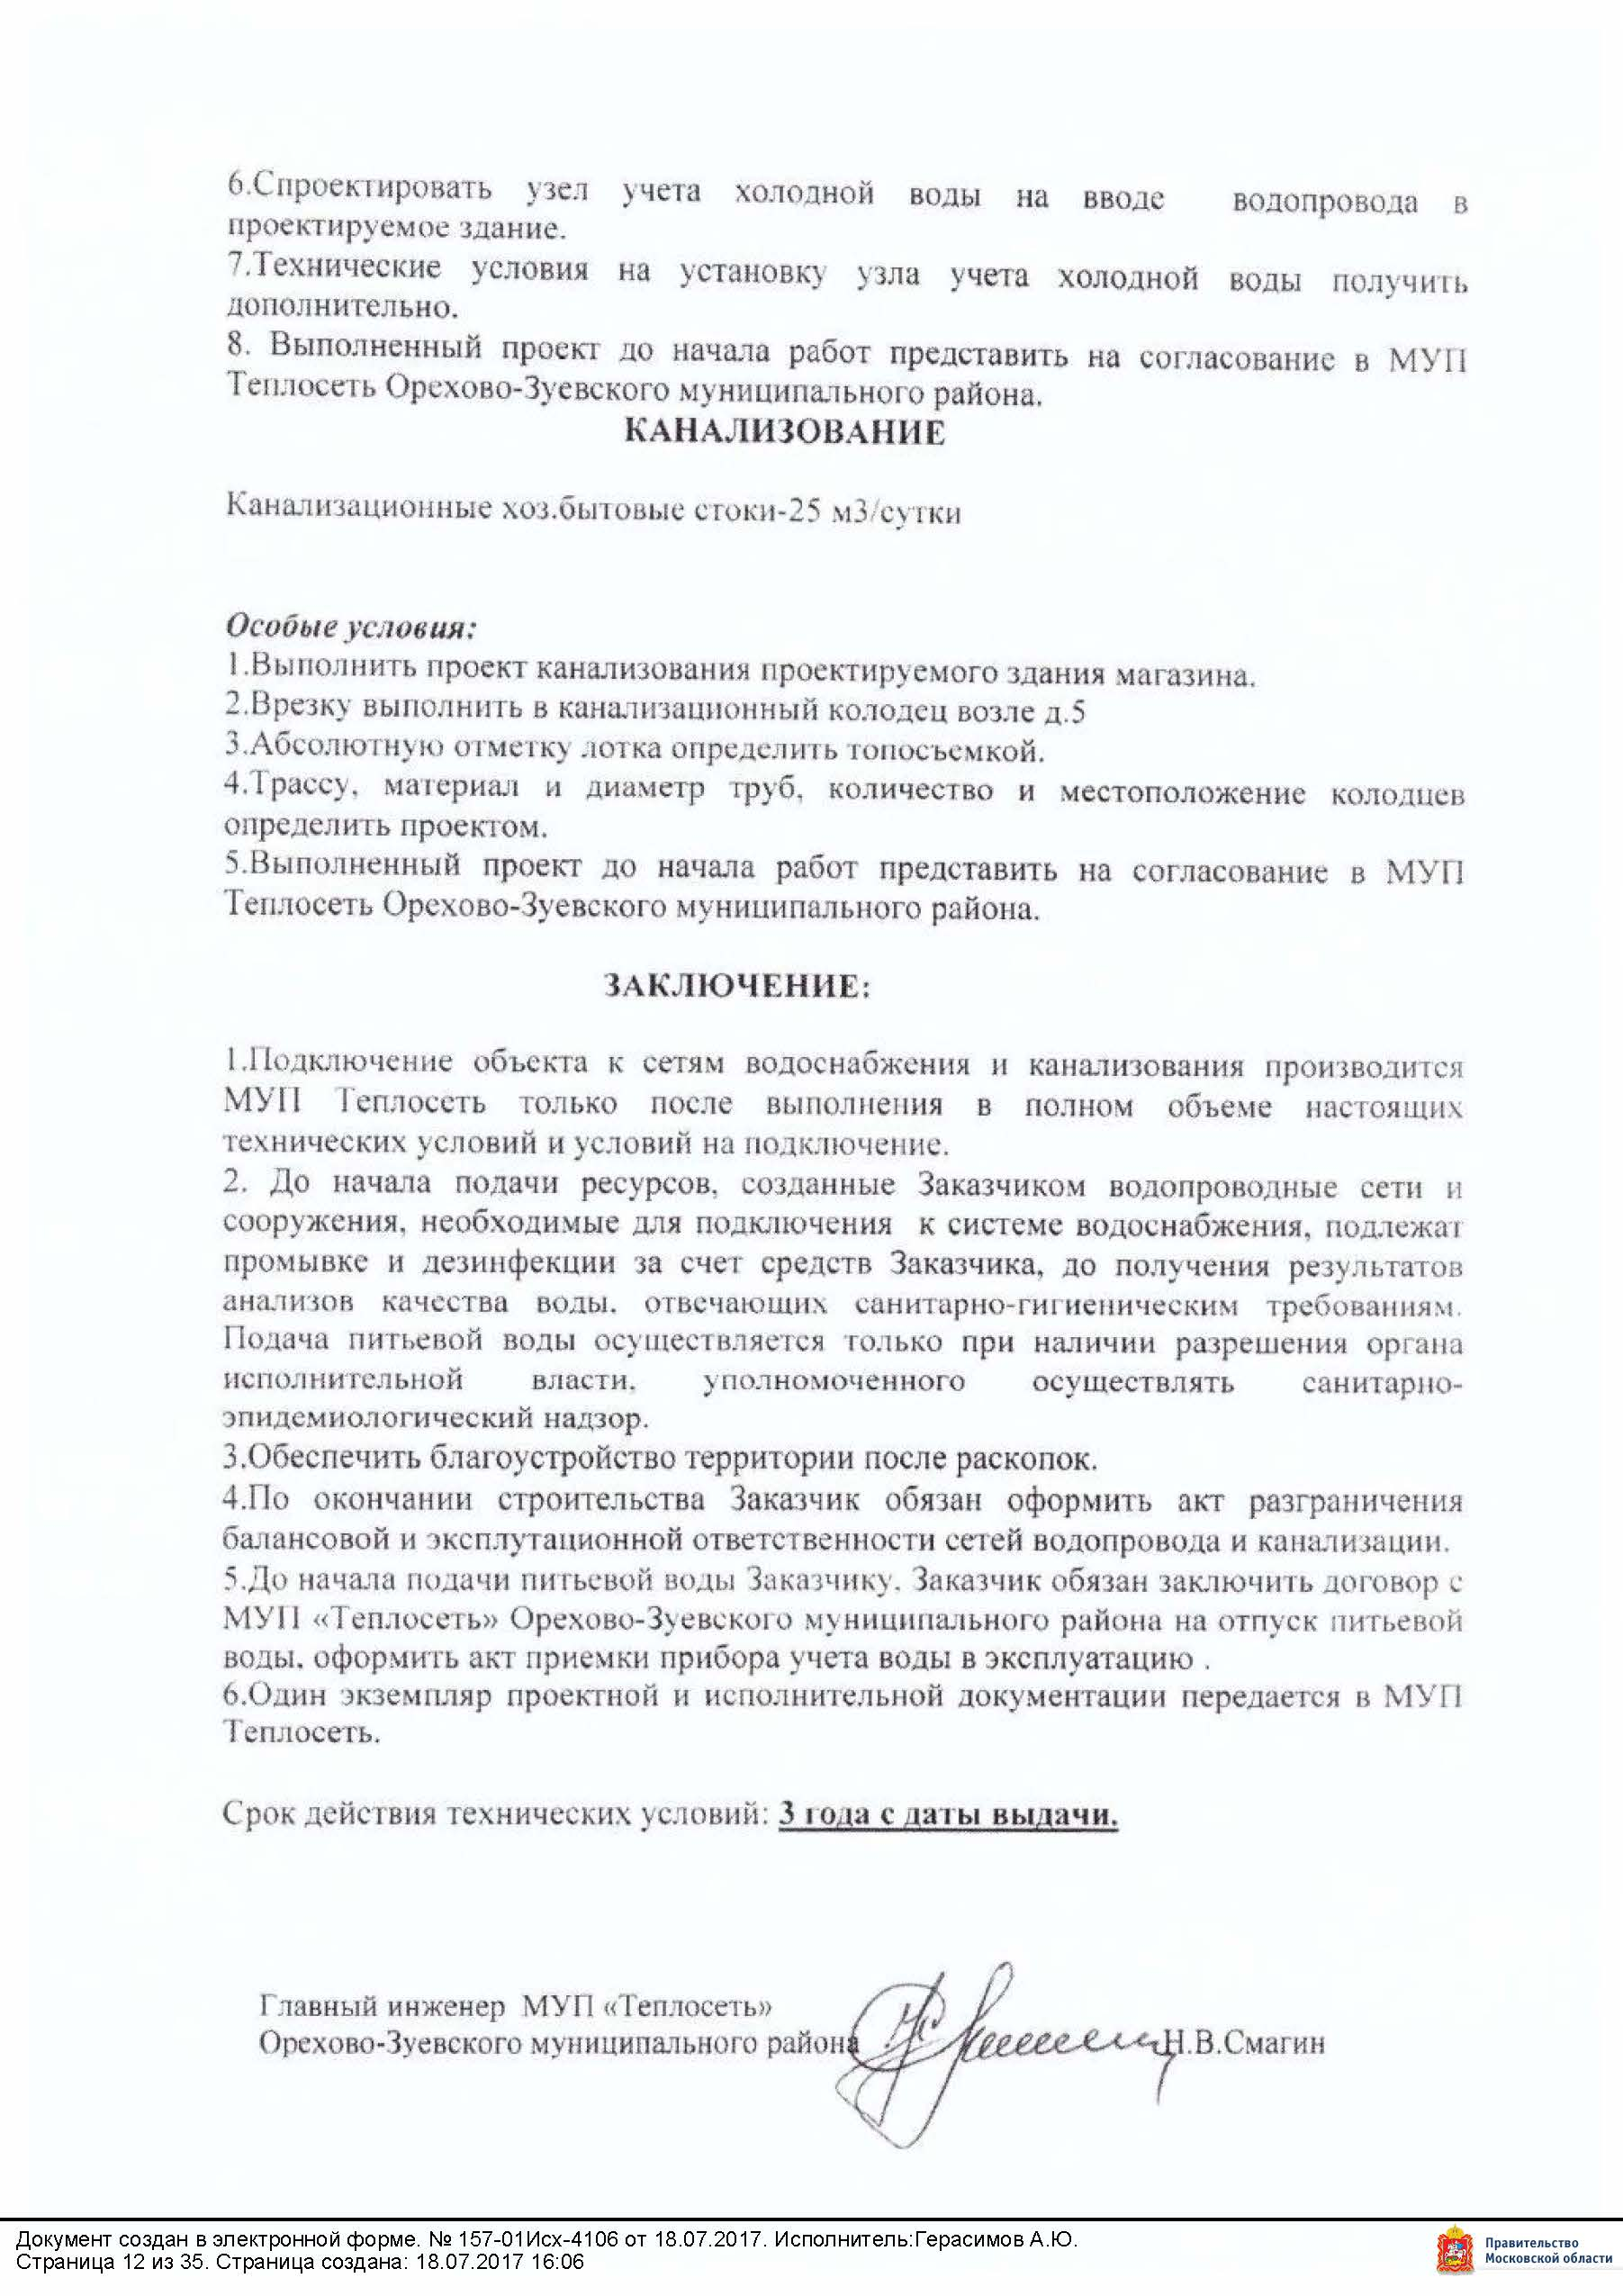 6.Спроектировать узел учета холодной воды на вводе водопровода в
проектируемое здание.
7.Технические условия на установку узла учета холодной воды получить
дополнительно.
8. Выполненный проект до начала работ представить на согласование в МУП
Теплосеть Орехово-Зуевского муниципального района.
КАНАЛИЗОВАНИЕ
Канализационные хоз.бытовые стоки-25 м3/сутки
Особые условия:
1.Выполнить проект канализования проектируемого здания магазина.
2.Врезку выполнить в канализационный колодец возле д.5
3.Абсолютную отметку лотка определить топосъемкой.
4.Трассу, материал и диаметр труб, количество и местоположение колодцев
определить проектом.
5.Выполненный проект до начала работ представить на согласование в МУП
Теплосеть Орехово-Зуевского муниципального района.
ЗАКЛЮЧЕНИЕ:
1.Подключение объекта к сетям водоснабжения и канализования производится
МУП Теплосеть только после выполнения в полном объеме настоящих
технических условий и условий на подключение.
2. До начала подачи ресурсов, созданные Заказчиком водопроводные сети и
сооружения, необходимые для подключения к системе водоснабжения, подлежат
промывке и дезинфекции за счет средств Заказчика, до получения результатов
анализов качества воды, отвечающих санитарно-гигиеническим требованиям.
Подача питьевой воды осуществляется только при наличии разрешения органа
исполнительной власти, уполномоченного осуществлять санитарно-
эпидемиологический надзор.
3.Обеспечить благоустройство территории после раскопок.
4.По окончании строительства Заказчик обязан оформить акт разграничения
балансовой и эксплутационной ответственности сетей водопровода и канализации.
5.До начала подачи питьевой воды Заказчику, Заказчик обязан заключить договор с
МУП «Теплосеть» Орехово-Зуевского муниципального района на отпуск питьевой
воды, оформить акт приемки прибора учета воды в эксплуатацию .
6.Один экземпляр проектной и исполнительной документации передается в МУП
Теплосеть.
Срок действия технических условий: 3 года с даты выдачи.
Главный инженер МУП «Теплосеть»
Орехово-Зуевского муниципального района Н.В.Смагин
Документ создан в электронной форме. № 157-01Исх-4106 от 18.07.2017. Исполнитель:Герасимов А.Ю.
Страница 12 из 35. Страница создана: 18.07.2017 16:06
Правительство
Московской области